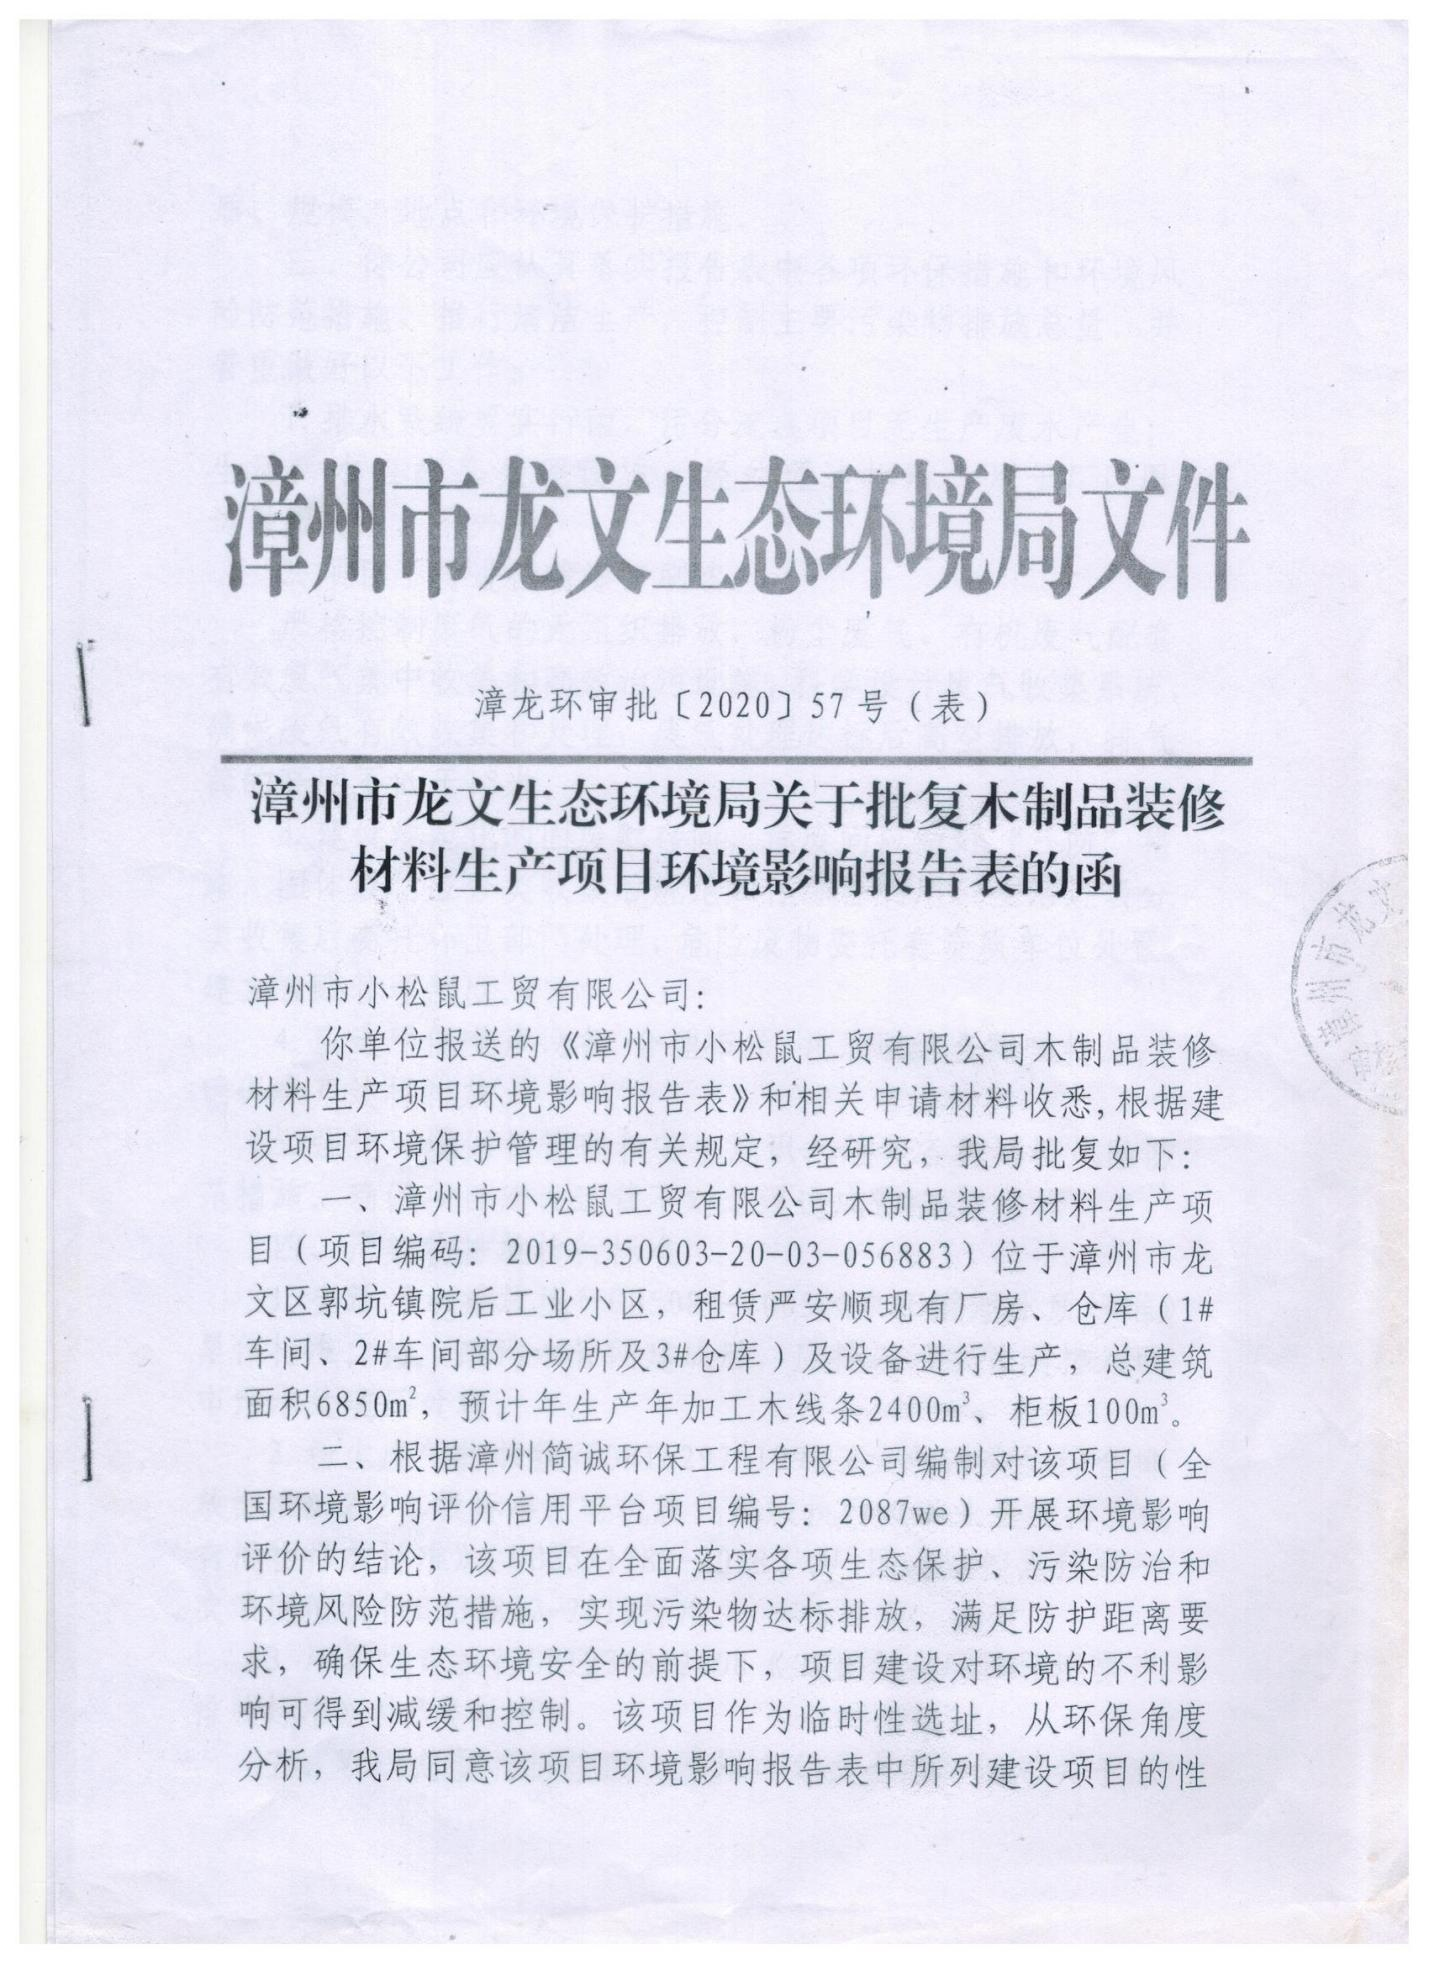 漳州市龙文生态环境局文件
漳龙环审批〔2020〕57号（表）
漳州市龙文生态环境局关于批复木制品装修
材料生产项目环境影响报告表的函
漳州市小松鼠工贸有限公司:
你单位报送的《漳州市小松鼠工贸有限公司木制品装修
材料生产项目环境影响报告表》和相关申请材料收悉,根据建
设项目环境保护管理的有关规定，经研究，我局批复如下：
一、漳州市小松鼠工贸有限公司木制品装修材料生产项
目（项目编码：2019-350603-20-03-056883）位于漳州市龙
文区郭坑镇院后工业小区，租赁严安顺现有厂房、仓库（1#
车间、2#车间部分场所及3#仓库）及设备进行生产，总建筑
面积6850m²，预计年生产年加工木线条2400m³、柜板100m³。
二、根据漳州简诚环保工程有限公司编制对该项目（全
国环境影响评价信用平台项目编号：2087we）开展环境影响
评价的结论，该项目在全面落实各项生态保护、污染防治和
环境风险防范措施，实现污染物达标排放，满足防护距离要
求，确保生态环境安全的前提下，项目建设对环境的不利影
响可得到减缓和控制。该项目作为临时性选址，从环保角度
分析，我局同意该项目环境影响报告表中所列建设项目的性
漳州市龙文